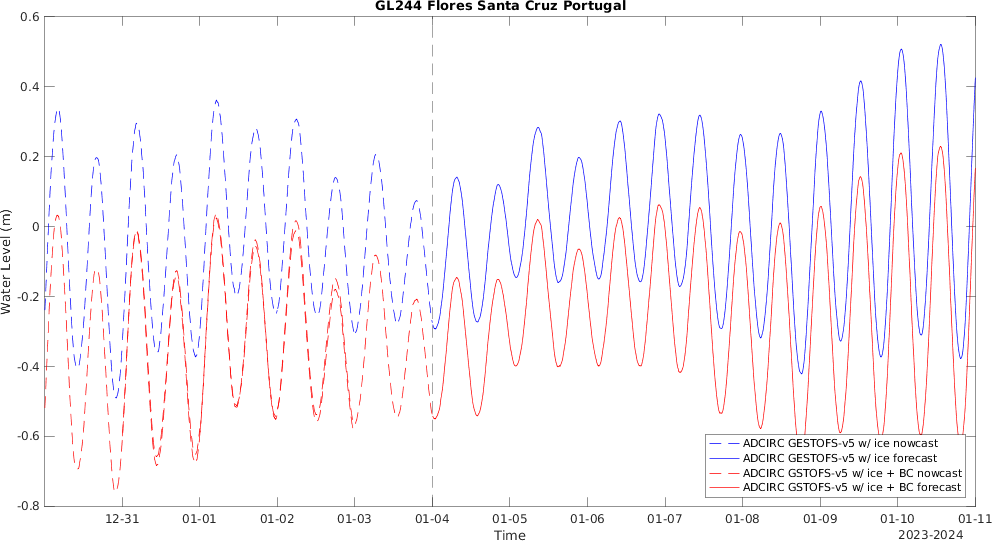 GL244 Flores Santa Cruz Portugal
0.6
0.4
0.2
0
-0.2
-0.4
-0.6
-0.8
Water Level (m)
ADCIRC GESTOFS-v5 w/ ice nowcast
ADCIRC GESTOFS-v5 w/ ice forecast
ADCIRC GSTOFS-v5 w/ ice + BC nowcast
ADCIRC GSTOFS-v5 w/ ice + BC forecast
12-31 01-01 01-02 01-03 01-04 01-05 01-06 01-07 01-08 01-09 01-10 01-11
Time
2023-2024